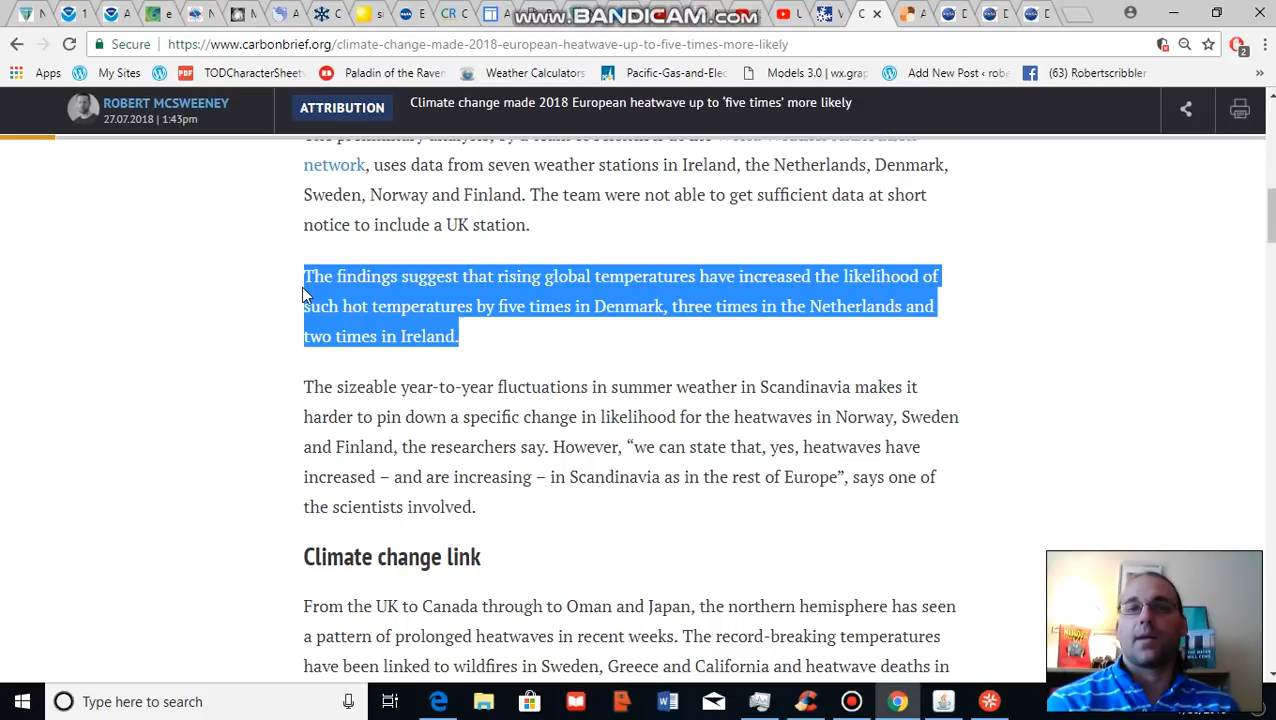 www.BANDICAM.com
Secure https://www.carbonbrief.org/climate-change-made-2018-european-heatwave-up-to-five-times-more-likely
Apps My Sites TODCharacterSheet Paladin of the Raven Weather Calculators Pacific-Gas-and-Elec Models 3.0 | wx.grap Add New Post ‹ robe (63) Robertscribbler
ROBERT MCSWEENEY
27.07.2018 | 1:43pm
ATTRIBUTION
Climate change made 2018 European heatwave up to 'five times' more likely
network, uses data from seven weather stations in Ireland, the Netherlands, Denmark,
Sweden, Norway and Finland. The team were not able to get sufficient data at short
notice to include a UK station.
The findings suggest that rising global temperatures have increased the likelihood of
such hot temperatures by five times in Denmark, three times in the Netherlands and
two times in Ireland.
The sizeable year-to-year fluctuations in summer weather in Scandinavia makes it
harder to pin down a specific change in likelihood for the heatwaves in Norway, Sweden
and Finland, the researchers say. However, “we can state that, yes, heatwaves have
increased – and are increasing – in Scandinavia as in the rest of Europe”, says one of
the scientists involved.
Climate change link
From the UK to Canada through to Oman and Japan, the northern hemisphere has seen
a pattern of prolonged heatwaves in recent weeks. The record-breaking temperatures
have been linked to wildfires in Sweden, Greece and California and heatwave deaths in
Type here to search